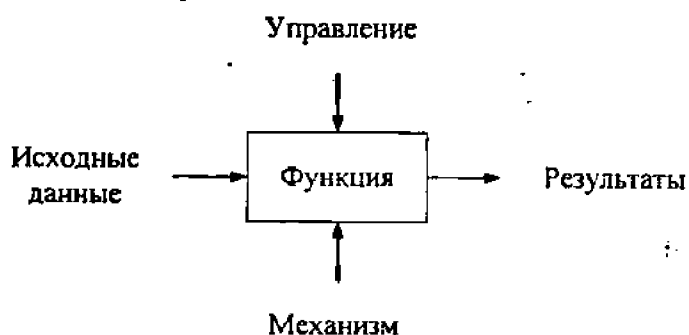 Управление
Исходные
данные
Функция
Результаты
Механизм